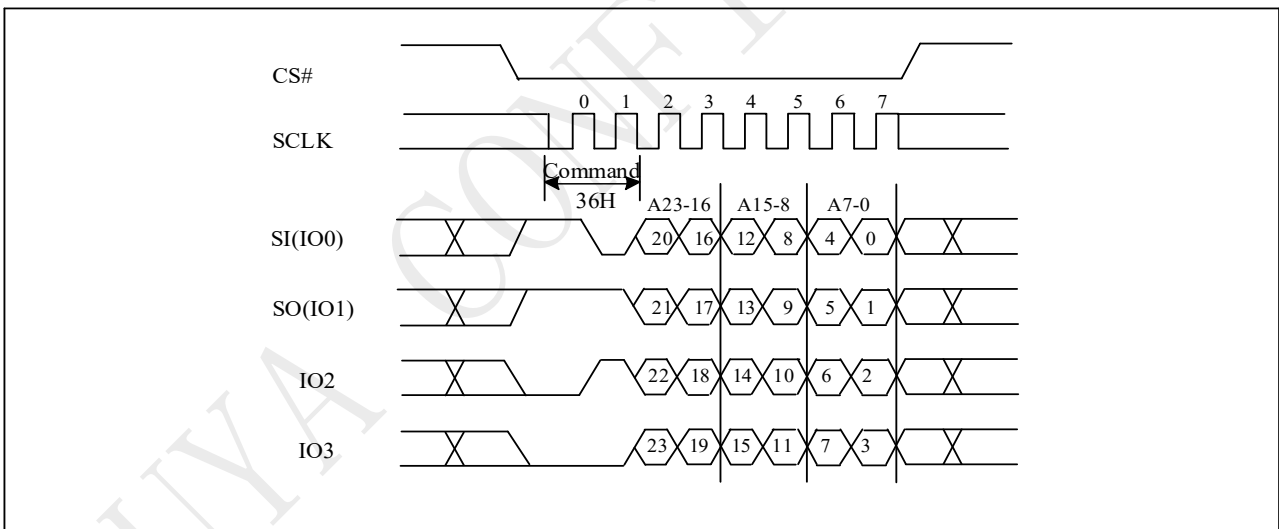 CS#
0 1 2 3 4 5 6 7
SCLK
Command
36H
A23-16 A15-8 A7-0
SI(IO0) 20 16 12 8 4 0
SO(IO1) 21 17 13 9 5 1
IO2 22 18 14 10 6 2
IO3 23 19 15 11 7 3